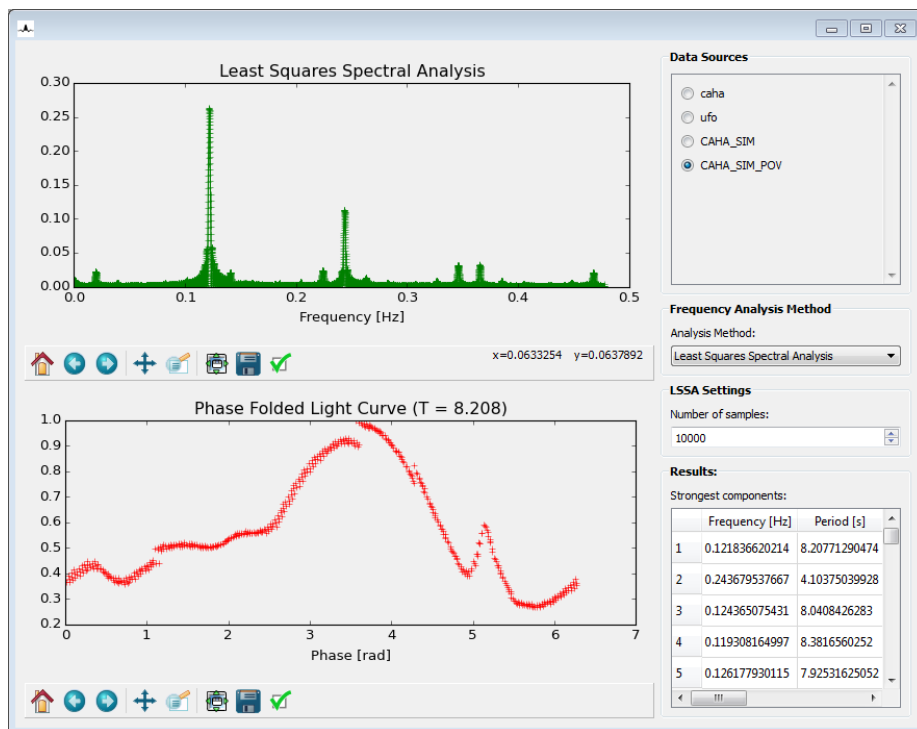 Least Squares Spectral Analysis
0.30
0.25
0.20
0.15
0.10
0.05
0.00
0.0 0.1 0.2 0.3 0.4 0.5
Frequency [Hz]
x=0.0633254 y=0.0637892
Phase Folded Light Curve (T = 8.208)
1.0
0.9
0.8
0.7
0.6
0.5
0.4
0.3
0.2
0 1 2 3 4 5 6 7
Phase [rad]
Data Sources
caha
ufo
CAHA_SIM
CAHA_SIM_POV
Frequency Analysis Method
Analysis Method:
Least Squares Spectral Analysis
LSSA Settings
Number of samples:
10000
Results:
Strongest components:
Frequency [Hz] Period [s]
1 0.121836620214 8.20771290474
2 0.243679537667 4.10375039928
3 0.124365075431 8.0408426283
4 0.119308164997 8.3816560252
5 0.126177930115 7.92531625052